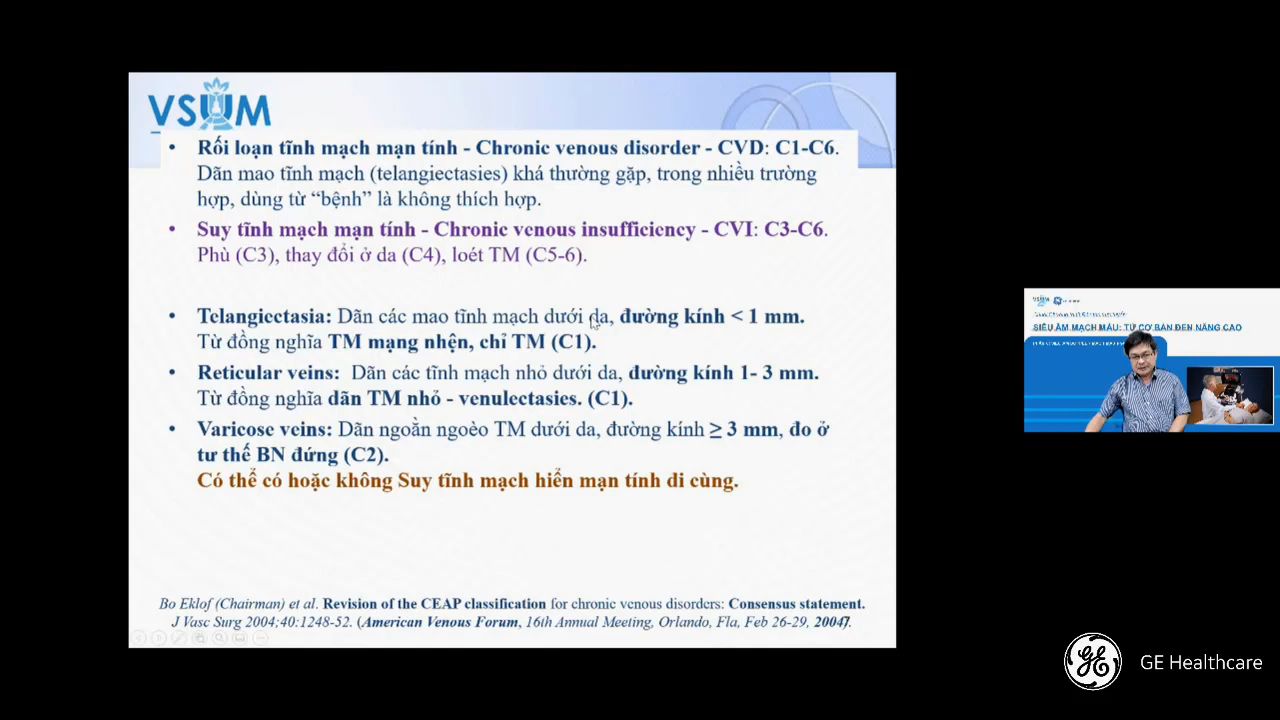 VSUM
• Rối loạn tĩnh mạch mạn tính - Chronic venous disorder - CVD: C1-C6.
Dãn mao tĩnh mạch (telangiectasies) khá thường gặp, trong nhiều trường
hợp, dùng từ “bệnh” là không thích hợp.
• Suy tĩnh mạch mạn tính - Chronic venous insufficiency - CVI: C3-C6.
Phù (C3), thay đổi ở da (C4), loét TM (C5-6).
• Telangiectasia: Dãn các mao tĩnh mạch dưới da, đường kính < 1 mm.
Từ đồng nghĩa TM mạng nhện, chỉ TM (C1).
• Reticular veins: Dãn các tĩnh mạch nhỏ dưới da, đường kính 1- 3 mm.
Từ đồng nghĩa dãn TM nhỏ - venulectasies. (C1).
• Varicose veins: Dãn ngoằn ngoèo TM dưới da, đường kính ≥ 3 mm, đo ở
tư thế BN đứng (C2).
Có thể có hoặc không Suy tĩnh mạch hiển mạn tính đi cùng.
Bo Eklof (Chairman) et al. Revision of the CEAP classification for chronic venous disorders: Consensus statement.
J Vasc Surg 2004;40:1248-52. (American Venous Forum, 16th Annual Meeting, Orlando, Fla, Feb 26-29, 2004).
SIÊU ÂM MẠCH MÁU: TỪ CƠ BẢN ĐẾN NÂNG CAO
GE Healthcare